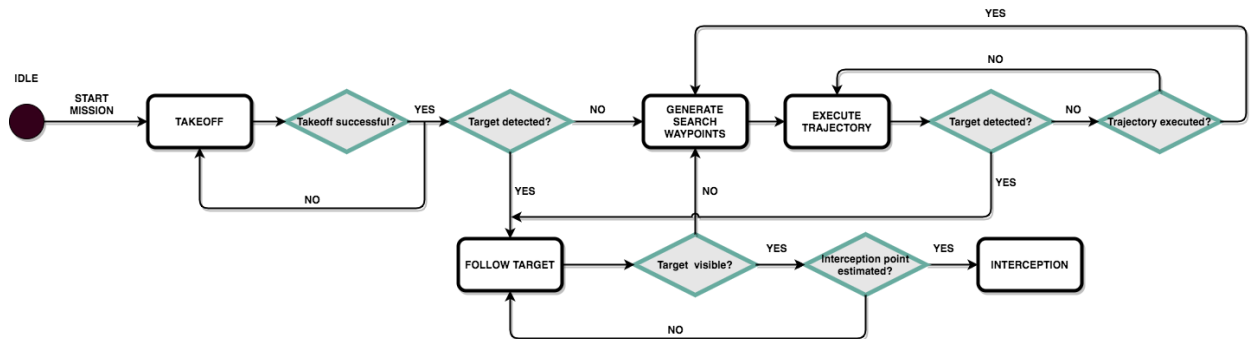 YES
NO
IDLE
START
MISSION
TAKEOFF
Takeoff successful?
YES
Target detected?
NO
GENERATE
SEARCH
WAYPOINTS
EXECUTE
TRAJECTORY
Target detected?
NO
Trajectory executed?
NO
YES
NO
YES
FOLLOW TARGET
Target visible?
YES
Interception point
estimated?
YES
INTERCEPTION
NO